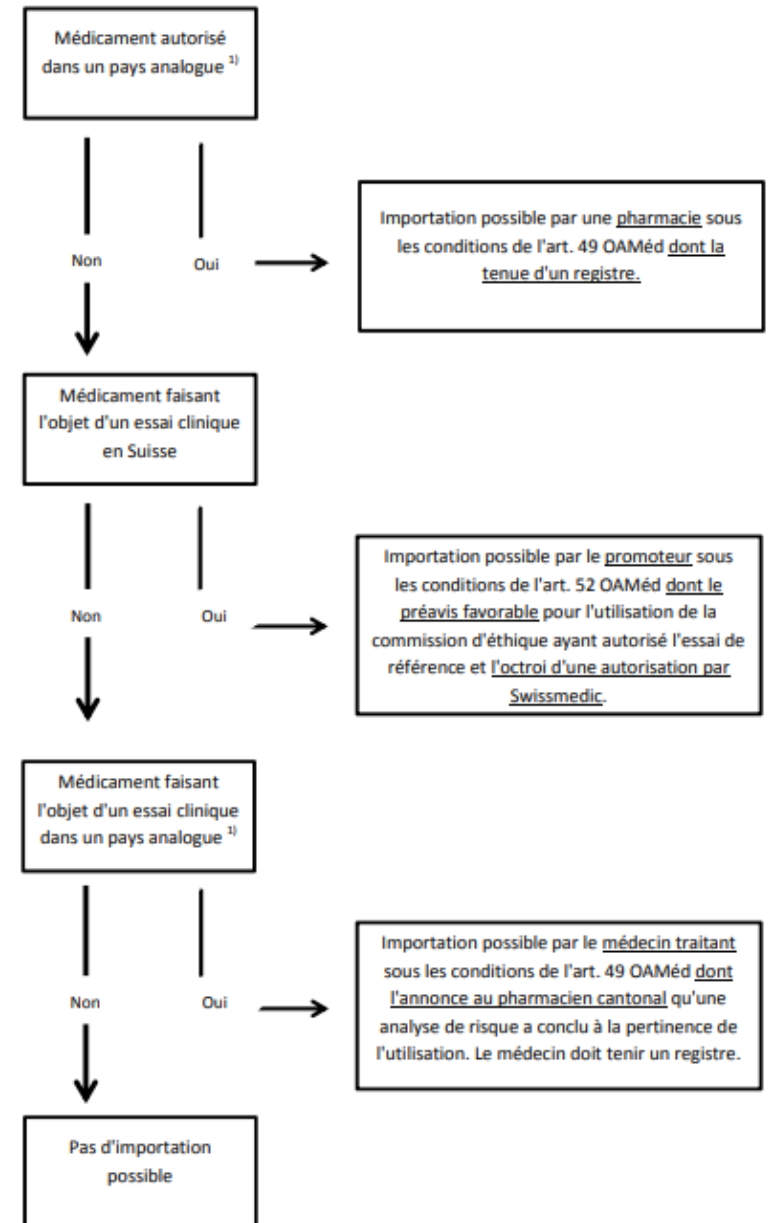 Médicament autorisé
dans un pays analogue 1)
Non
Oui
Importation possible par une pharmacie sous
les conditions de l'art. 49 OAMéd dont la
tenue d'un registre.
Médicament faisant
l'objet d'un essai clinique
en Suisse
Non
Oui
Importation possible par le promoteur sous
les conditions de l'art. 52 OAMéd dont le
préavis favorable pour l'utilisation de la
commission d'éthique ayant autorisé l'essai de
référence et l'octroi d'une autorisation par
Swissmedic.
Médicament faisant
l'objet d'un essai clinique
dans un pays analogue 1)
Non
Oui
Importation possible par le médecin traitant
sous les conditions de l'art. 49 OAMéd dont
l'annonce au pharmacien cantonal qu'une
analyse de risque a conclu à la pertinence de
l'utilisation. Le médecin doit tenir un registre.
Pas d'importation
possible